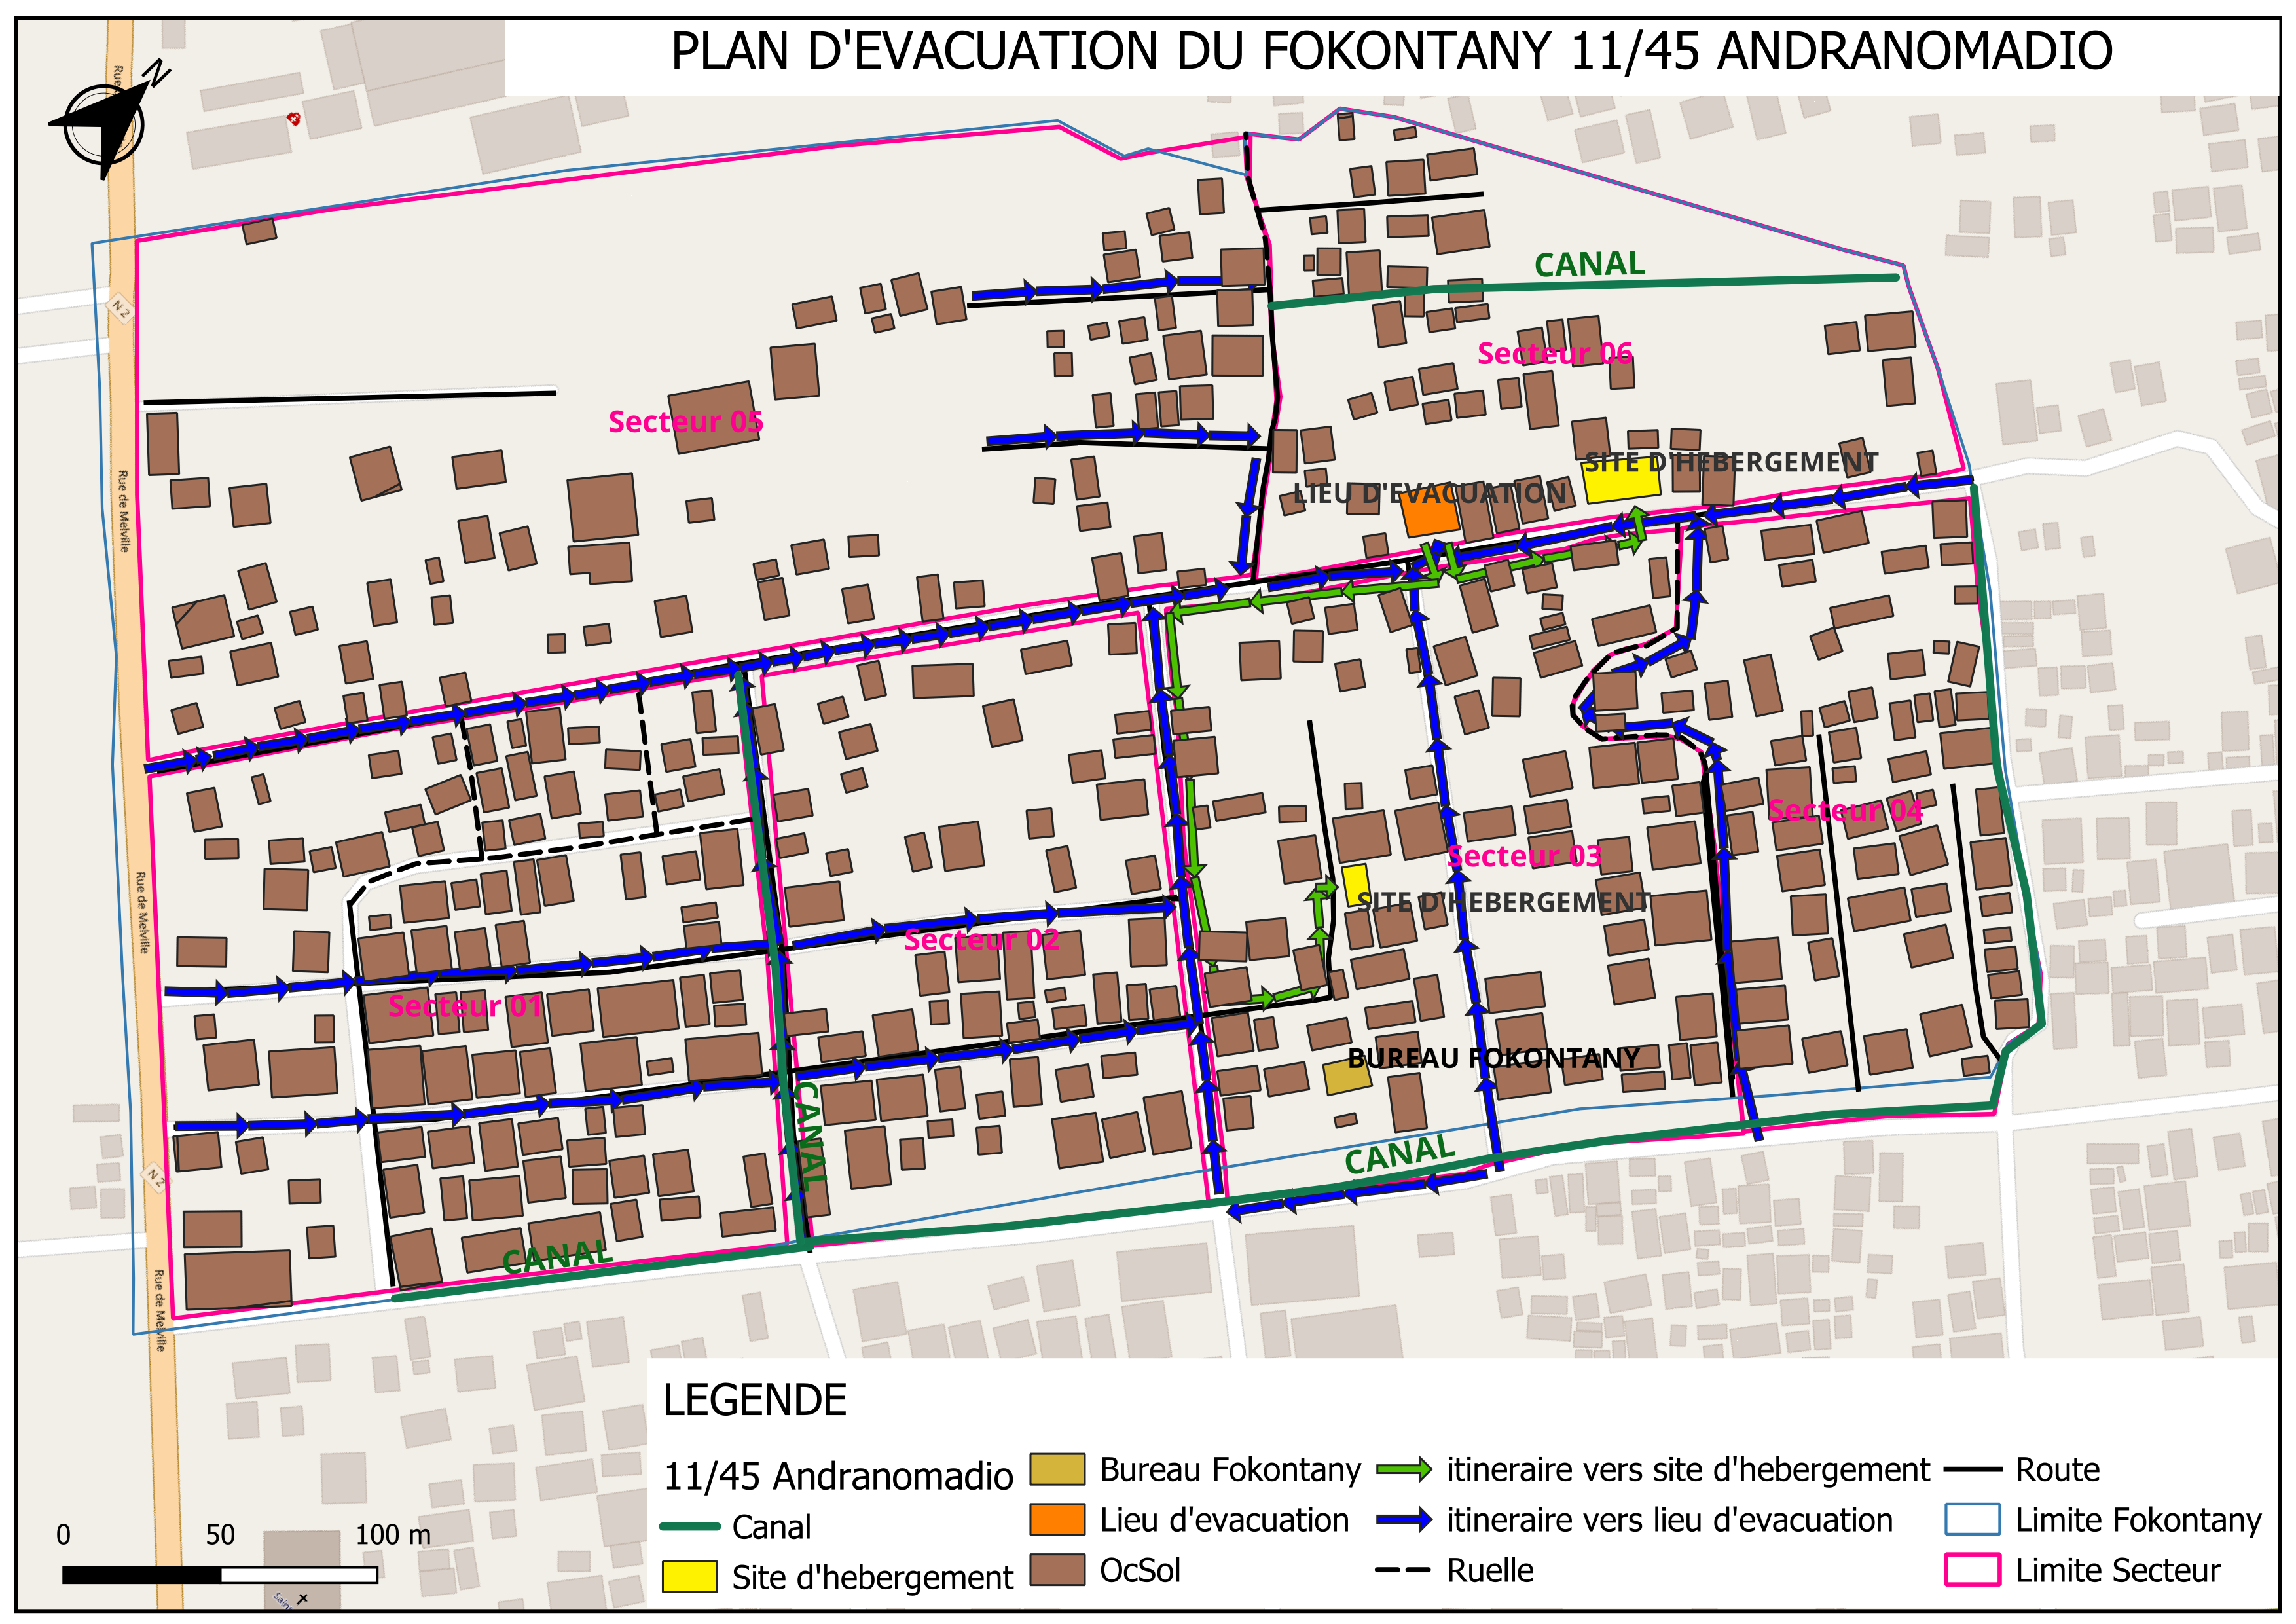 PLAN D'EVACUATION DU FOKONTANY 11/45 ANDRANOMADIO
N
N 2
CANAL
Secteur 06
Secteur 05
SITE D'HEBERGEMENT
LIEU D'EVACUATION
Rue de Melville
Secteur 04
Secteur 03
SITE D'HEBERGEMENT
Rue de Melville
Secteur 02
Secteur 01
BUREAU FOKONTANY
CANAL
CANAL
N 2
CANAL
Rue de Melville
LEGENDE
11/45 Andranomadio
Canal
Site d'hebergement
Bureau Fokontany
Lieu d'evacuation
OcSol
itineraire vers site d'hebergement
itineraire vers lieu d'evacuation
Ruelle
Route
Limite Fokontany
Limite Secteur
0 50 100 m